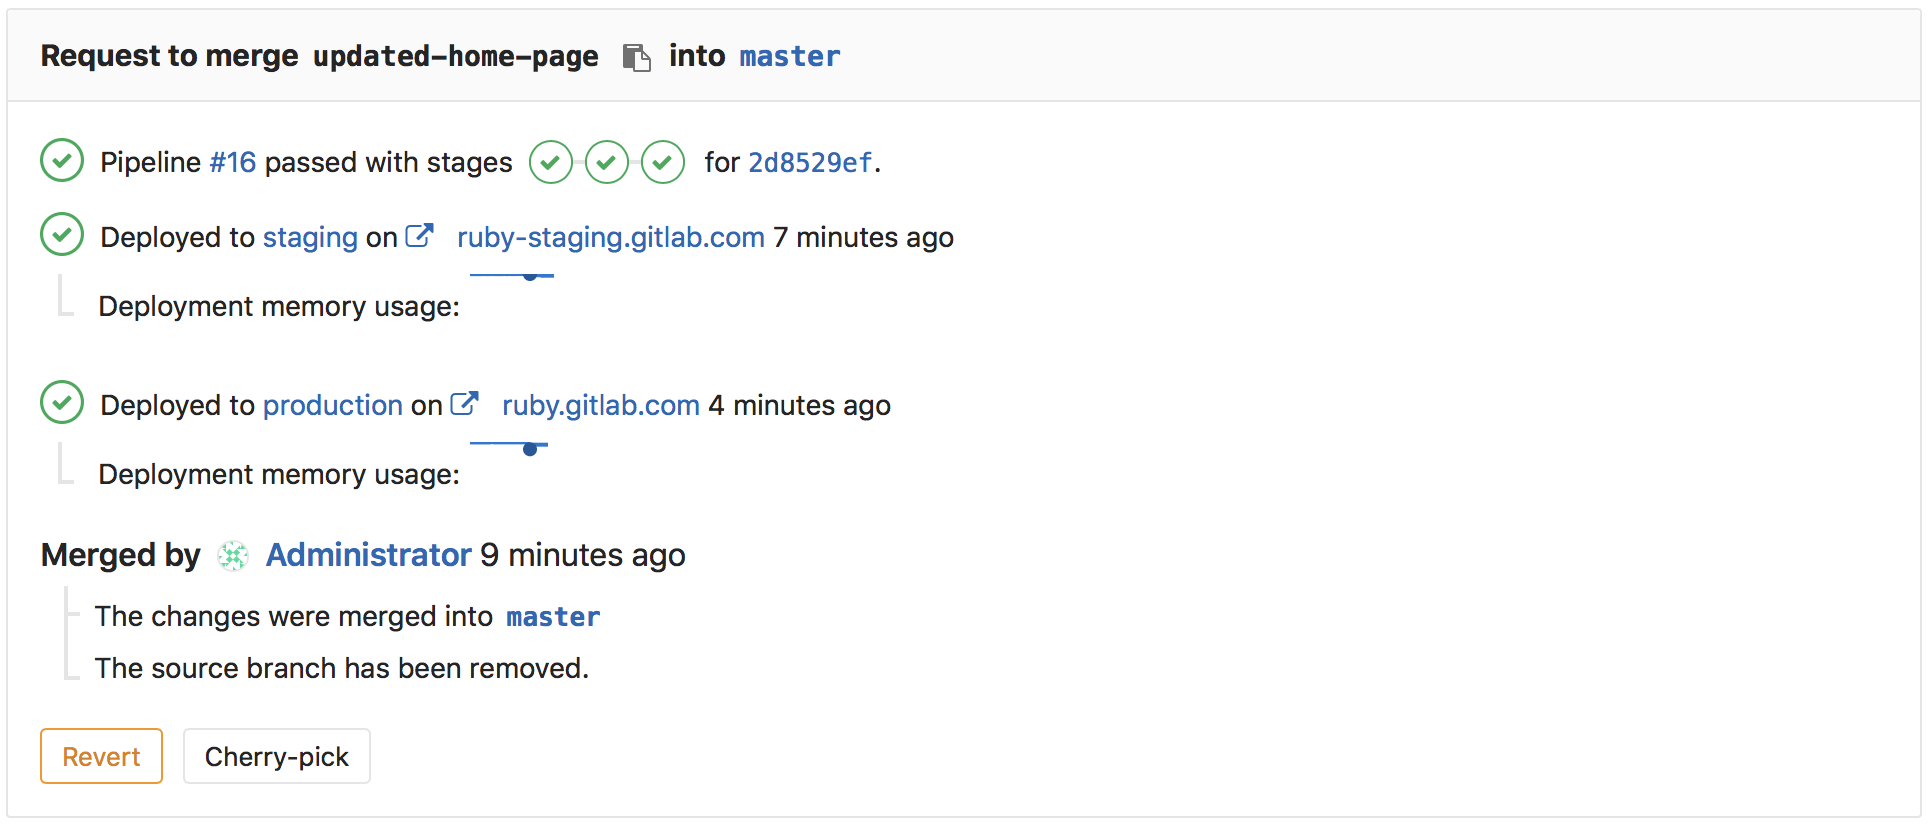 Request to merge updated-home-page into master
Pipeline #16 passed with stages for 2d8529ef.
Deployed to staging on ruby-staging.gitlab.com 7 minutes ago
Deployment memory usage:
Deployed to production on ruby.gitlab.com 4 minutes ago
Deployment memory usage:
Merged by Administrator 9 minutes ago
The changes were merged into master
The source branch has been removed.
Revert Cherry-pick